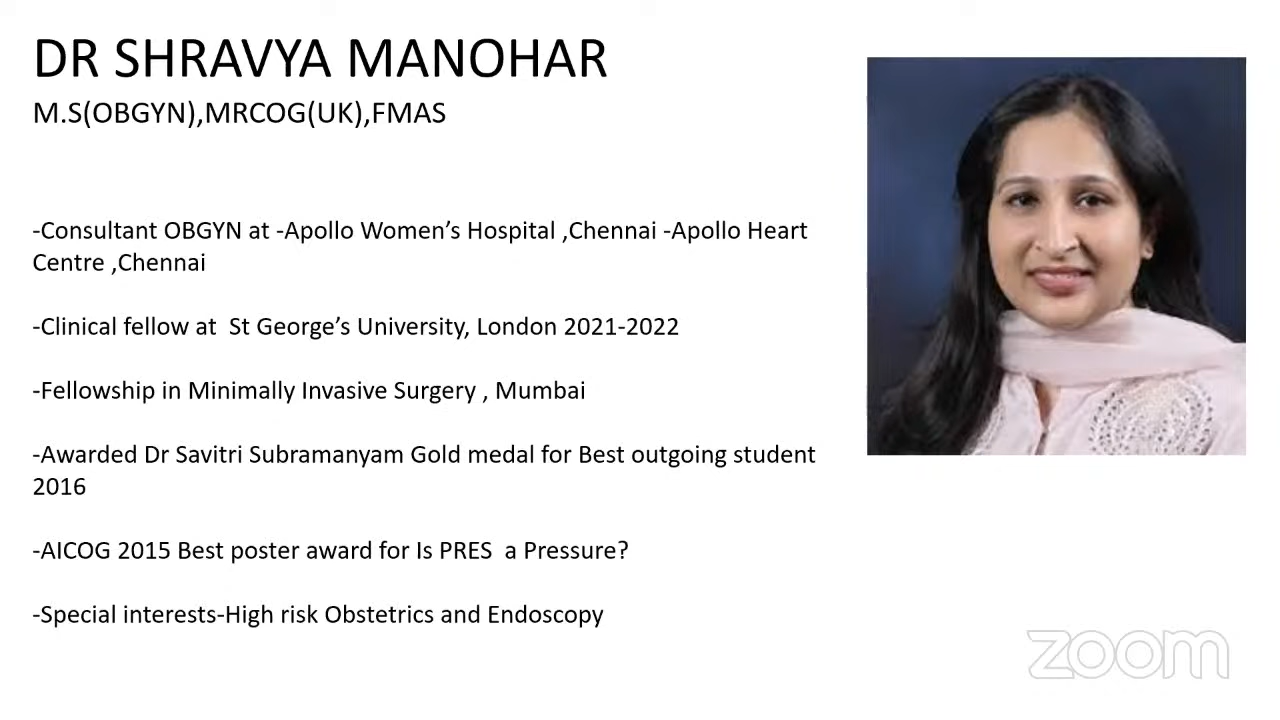 DR SHRAVYA MANOHAR
M.S(OBGYN),MRCOG(UK),FMAS
-Consultant OBGYN at -Apollo Women’s Hospital ,Chennai -Apollo Heart
Centre ,Chennai
-Clinical fellow at  St George’s University, London 2021-2022
-Fellowship in Minimally Invasive Surgery , Mumbai
-Awarded Dr Savitri Subramanyam Gold medal for Best outgoing student
2016
-AICOG 2015 Best poster award for Is PRES  a Pressure?
-Special interests-High risk Obstetrics and Endoscopy
zoom